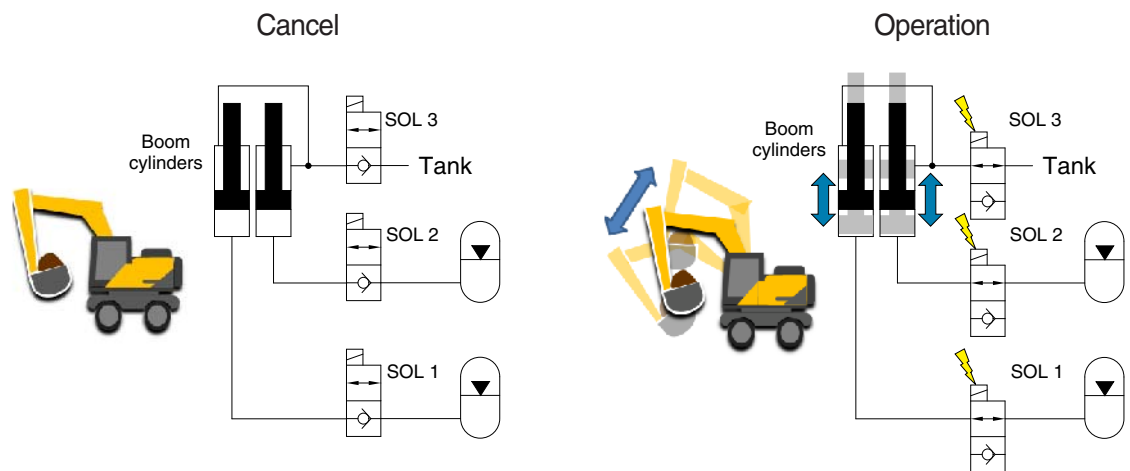 Cancel
SOL 3
Boom
cylinders
Tank
SOL 2
SOL 1
Operation
SOL 3
Boom
cylinders
Tank
SOL 2
SOL 1